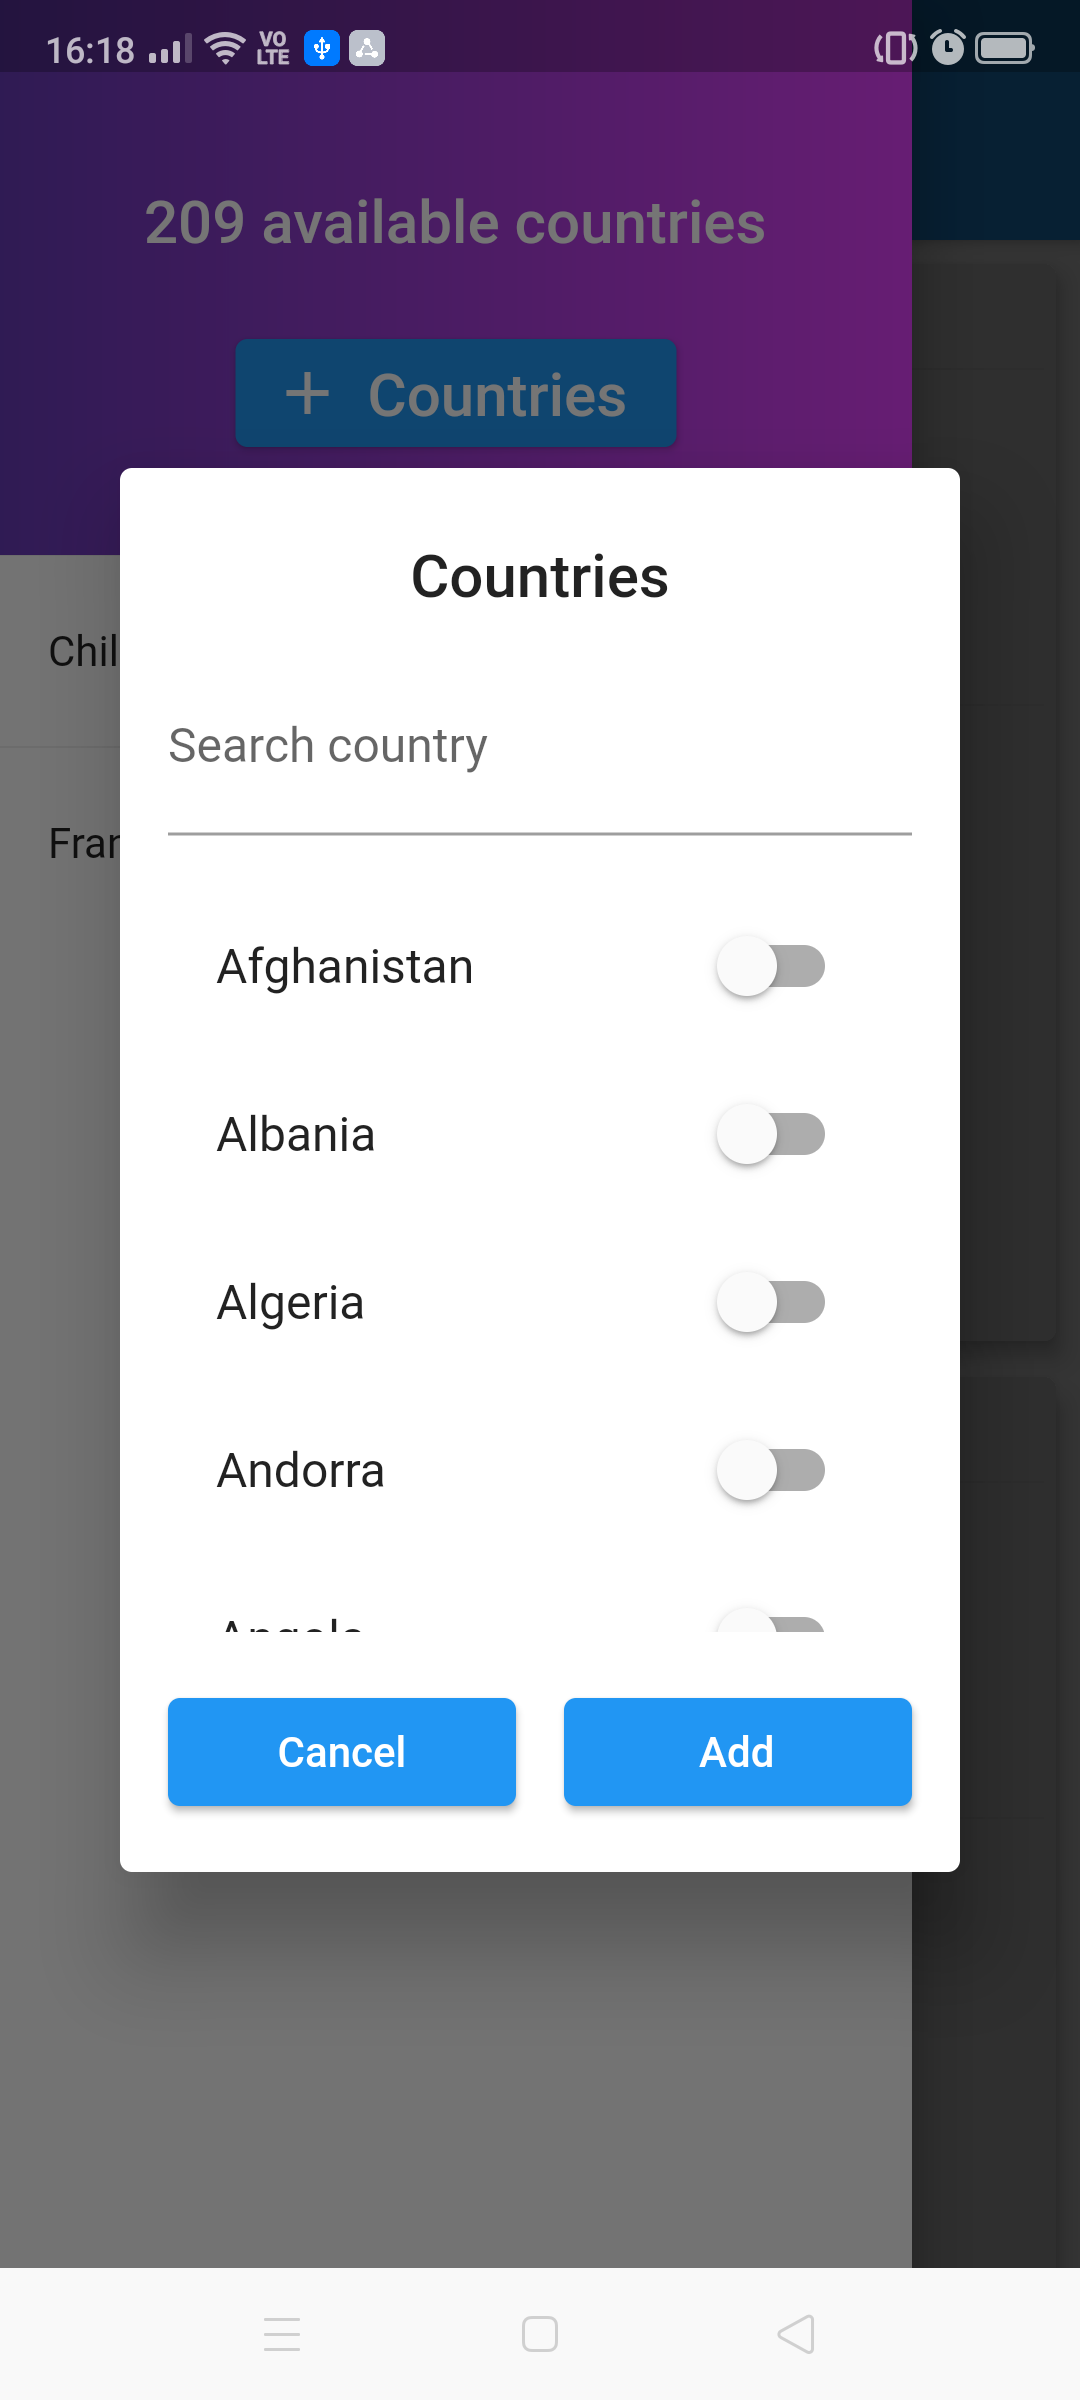 16:18 VO LTE
209 available countries
+ Countries
Countries
Chil
Search country
Fran
Afghanistan
Albania
Algeria
Andorra
Angola
Cancel Add